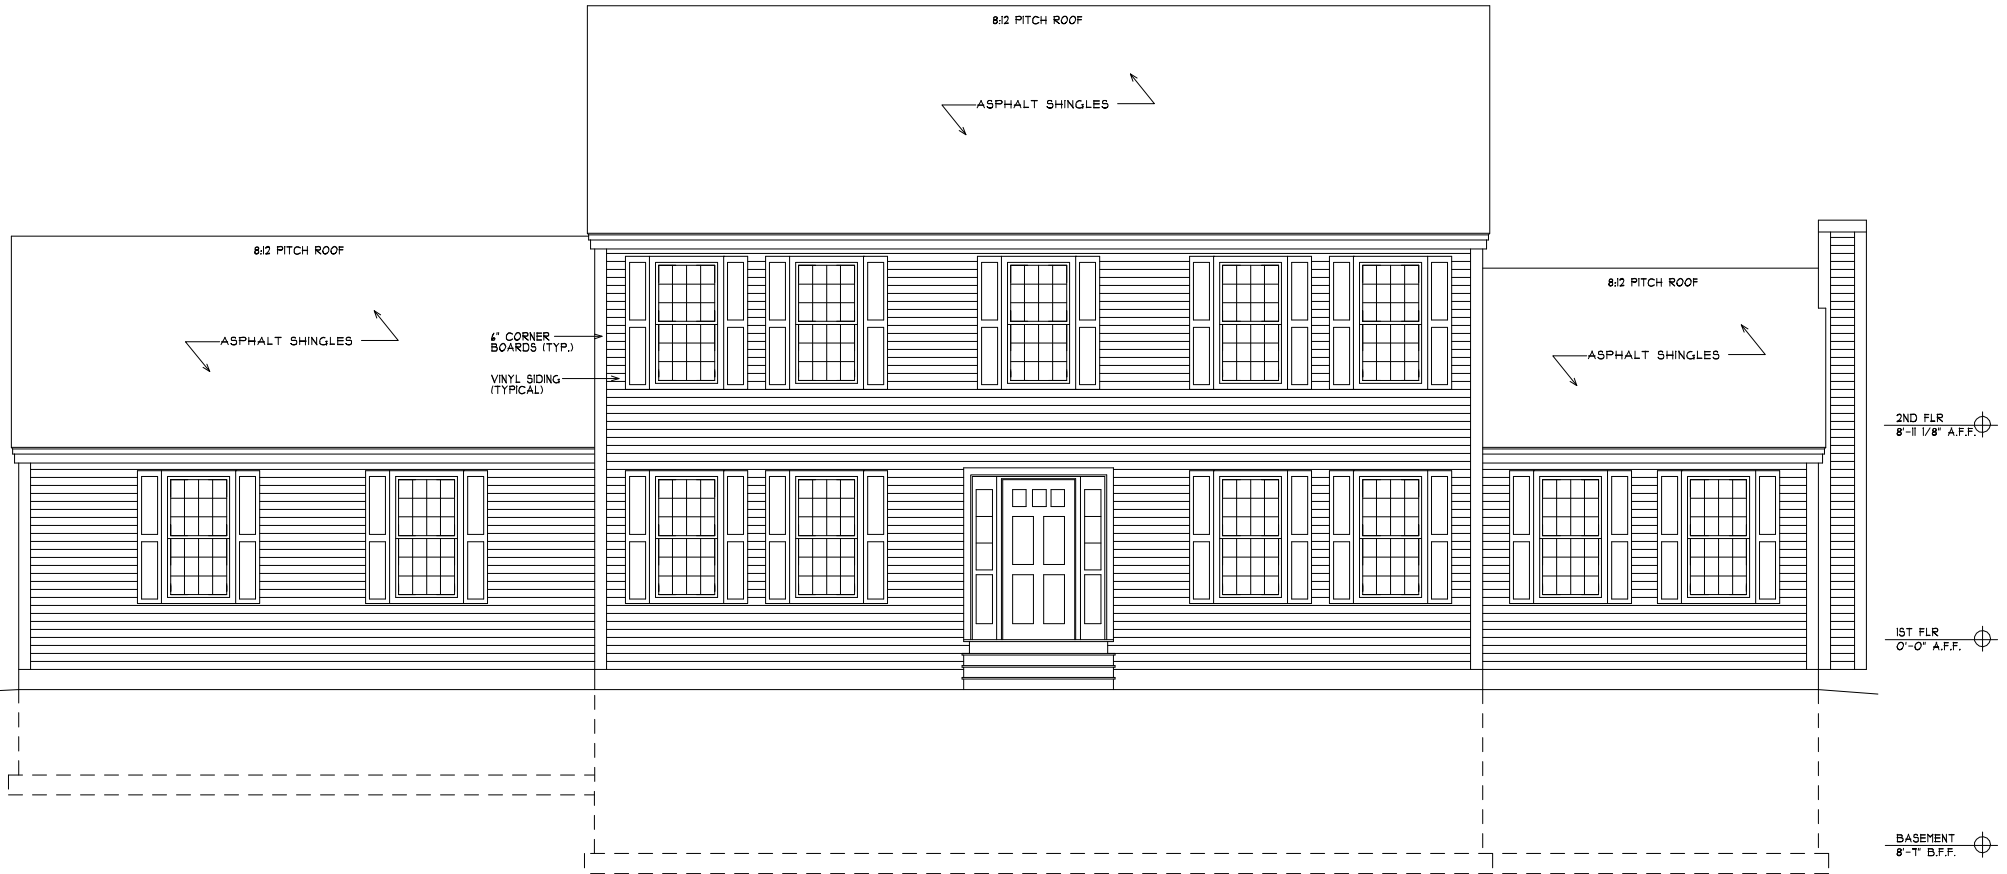 8:12 PITCH ROOF
ASPHALT SHINGLES
8:12 PITCH ROOF
ASPHALT SHINGLES
6" CORNER
BOARDS (TYP.)
VINYL SIDING
(TYPICAL)
8:12 PITCH ROOF
ASPHALT SHINGLES
2ND FLR
8'-11 1/8" A.F.F.
1ST FLR
0'-0" A.F.F.
BASEMENT
8'-7" B.F.F.